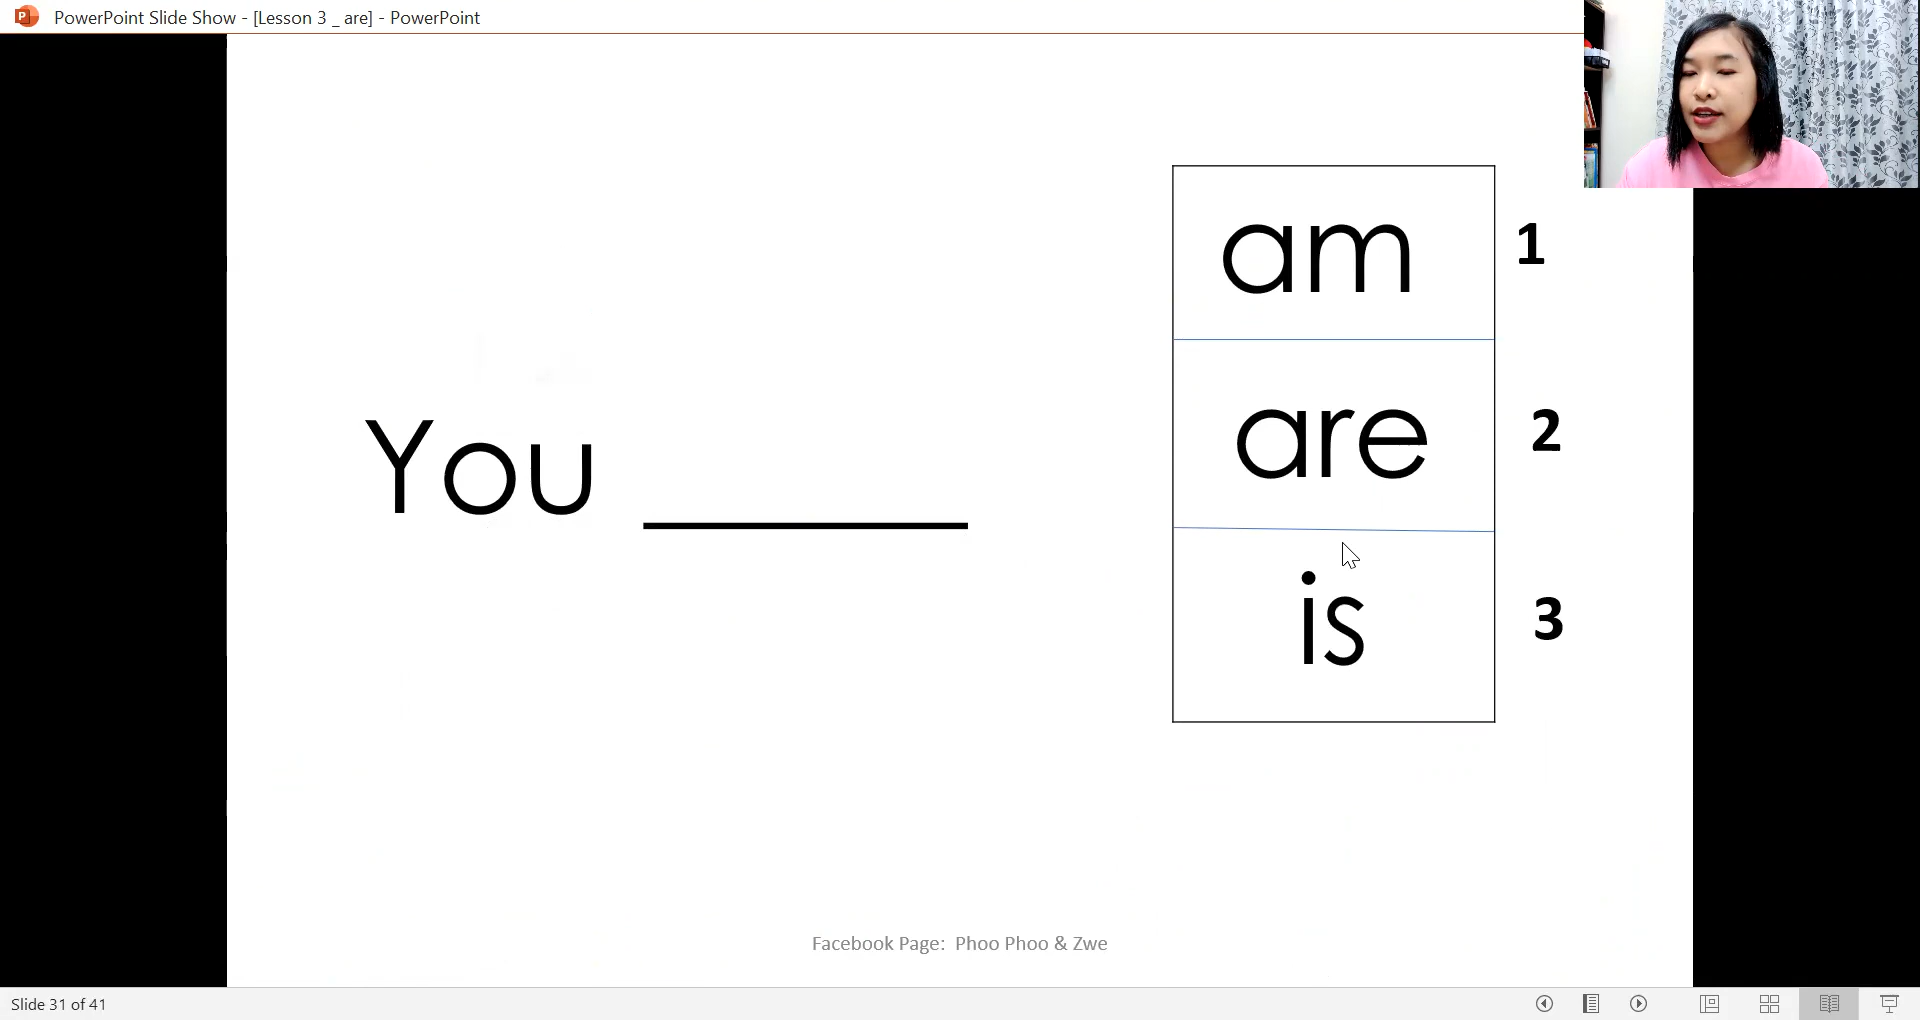 PowerPoint Slide Show - [Lesson 3 _ are] - PowerPoint
You ________
am 1
are 2
is 3
Facebook Page: Phoo Phoo & Zwe
Slide 31 of 41